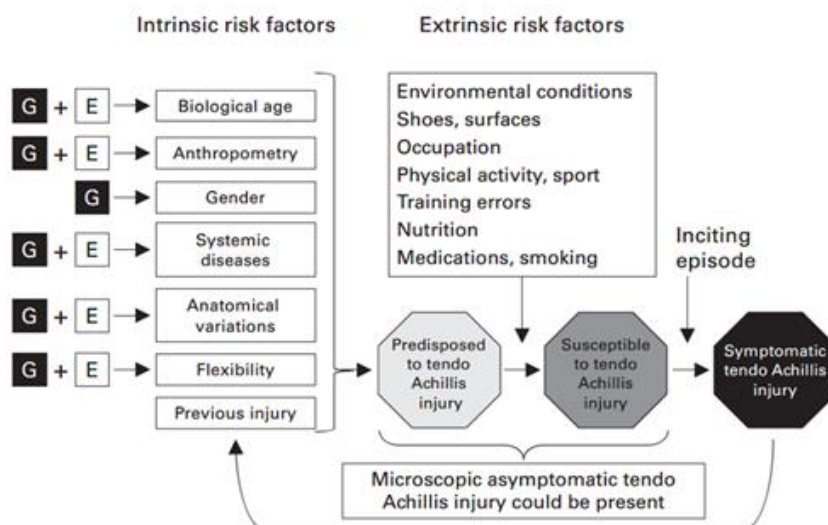 Intrinsic risk factors
Extrinsic risk factors
G + E Biological age
G + E Anthropometry
G Gender
G + E Systemic
diseases
G + E Anatomical
variations
G + E Flexibility
Previous injury
Environmental conditions
Shoes, surfaces
Occupation
Physical activity, sport
Training errors
Nutrition
Medications, smoking
Inciting
episode
Predisposed
to tendo
Achillis
injury
Susceptible
to tendo
Achillis
injury
Symptomatic
tendo Achillis
injury
Microscopic asymptomatic tendo
Achillis injury could be present